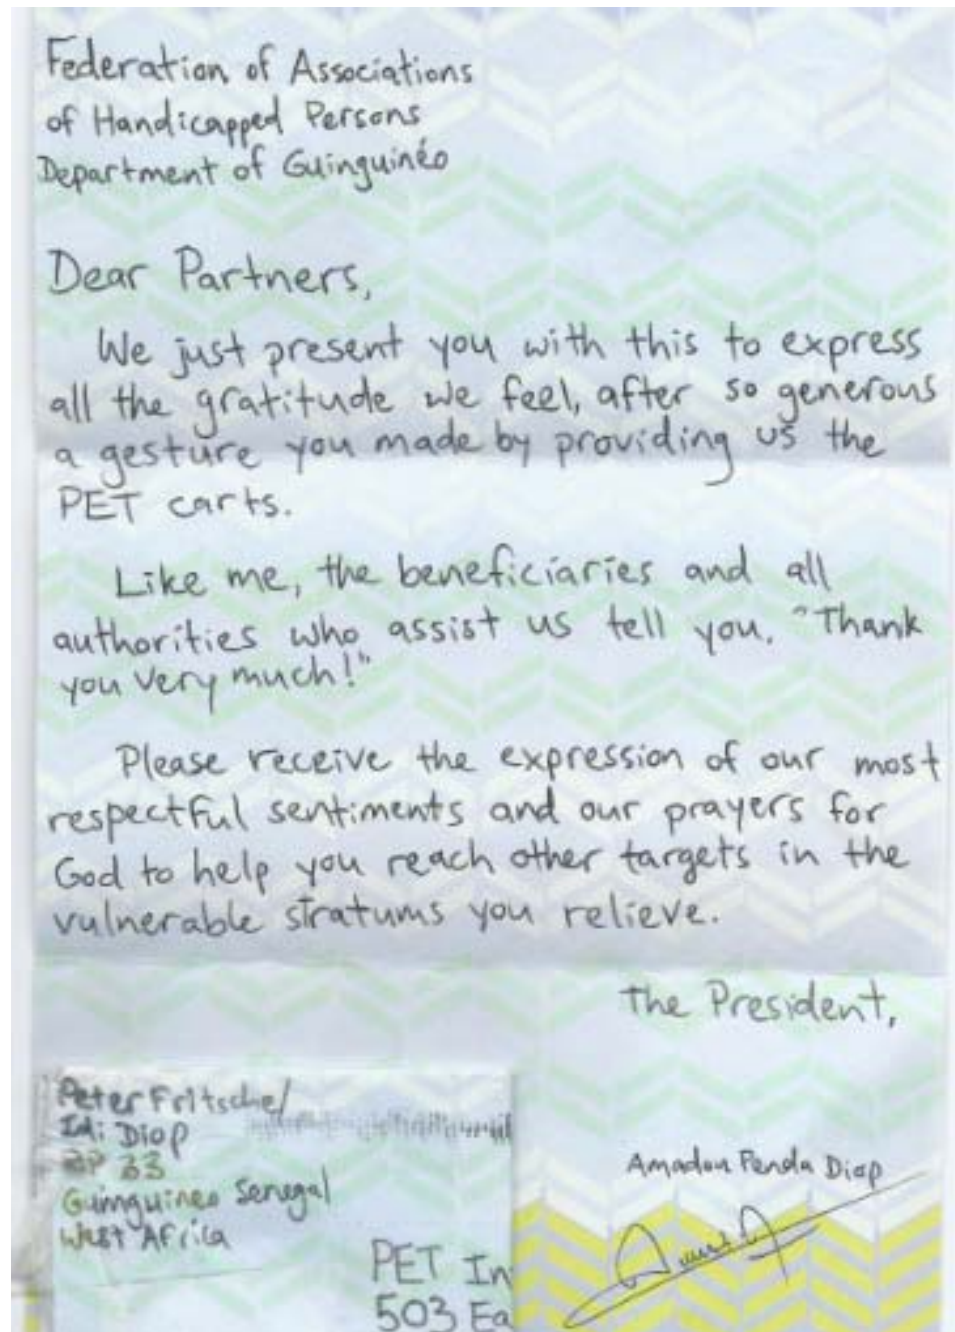 Federation of Associations
of Handicapped Persons
Department of Guinguinéo
Dear Partners,
We just present you with this to express
all the gratitude we feel, after so generous
a gesture you made by providing us the
PET carts.
Like me, the beneficiaries and all
authorities who assist us tell you, "Thank
you very much!"
Please receive the expression of our most
respectful sentiments and our prayers for
God to help you reach other targets in the
vulnerable stratums you relieve.
The President,
Amadou Penda Diop
Peter Fritsche/
Idi Diop
BP 33
Guinguineo Senegal
West Africa
PET In
503 Ea